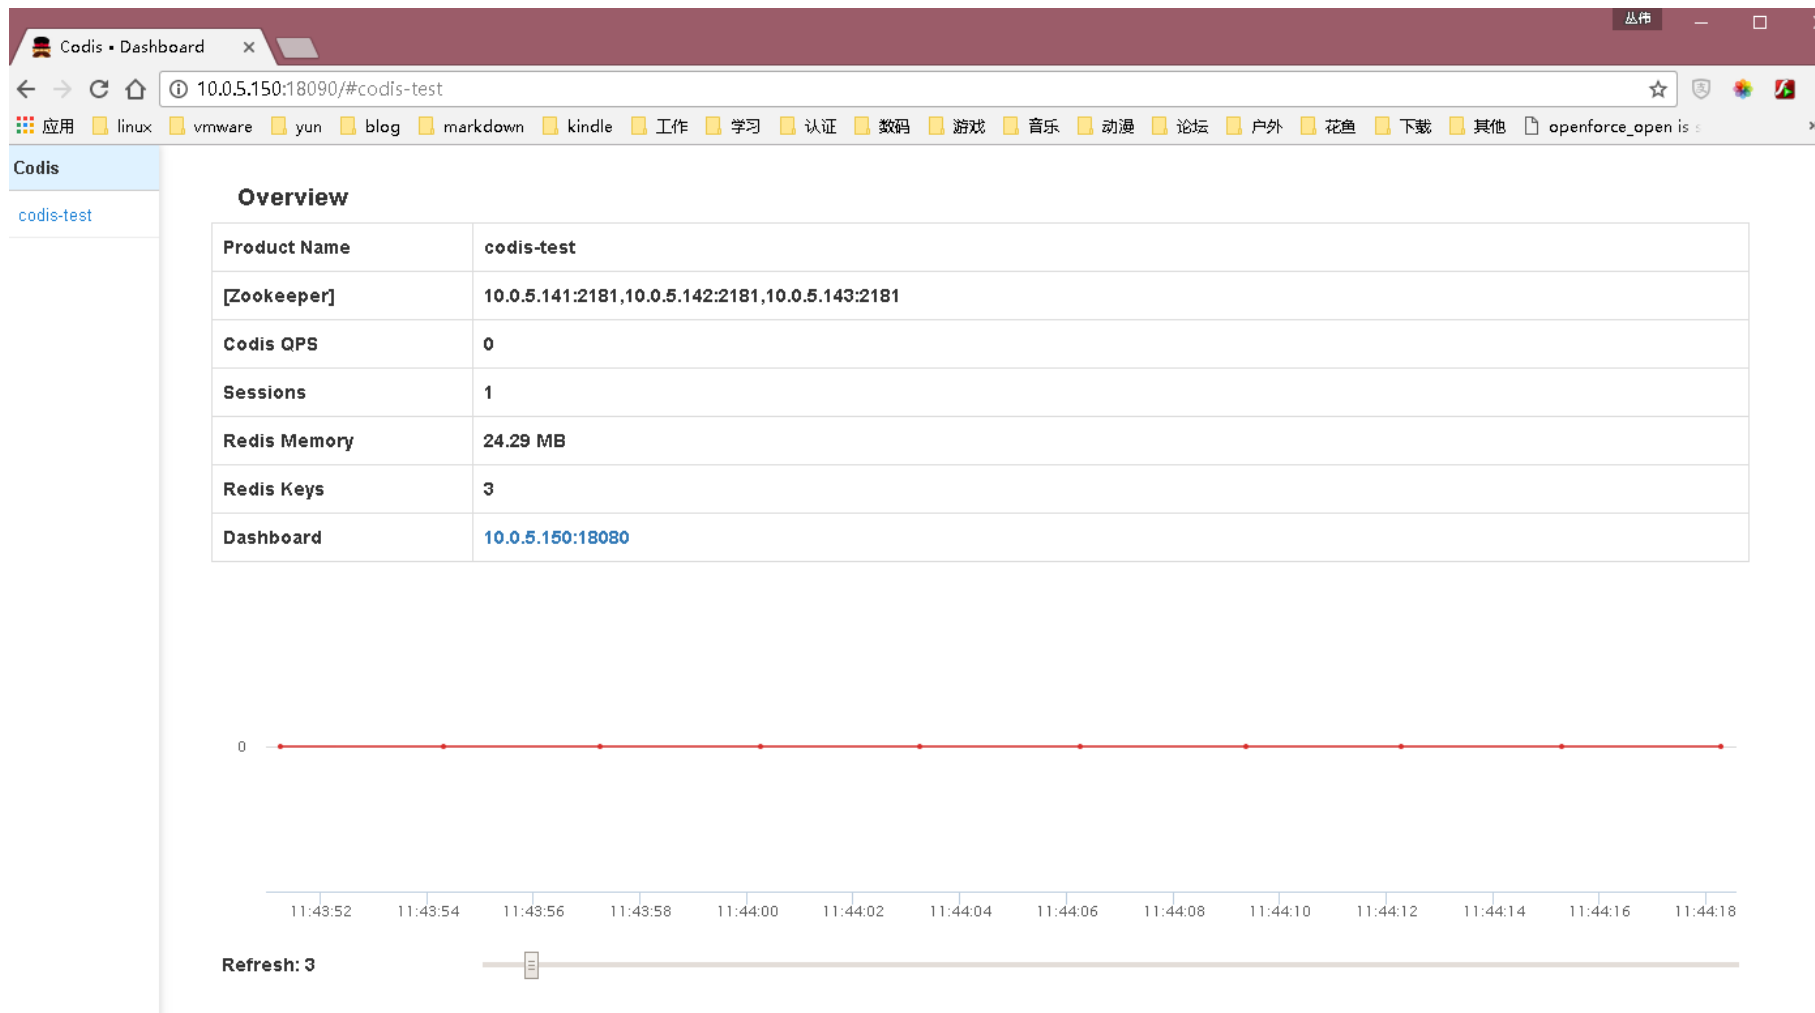 丛伟
Codis • Dashboard
10.0.5.150:18090/#codis-test
应用 linux vmware yun blog markdown kindle 工作 学习 认证 数码 游戏 音乐 动漫 论坛 户外 花鱼 下载 其他 openforce_open is
Codis
codis-test
Overview
Product Name codis-test
[Zookeeper] 10.0.5.141:2181,10.0.5.142:2181,10.0.5.143:2181
Codis QPS 0
Sessions 1
Redis Memory 24.29 MB
Redis Keys 3
Dashboard 10.0.5.150:18080
0
11:43:52 11:43:54 11:43:56 11:43:58 11:44:00 11:44:02 11:44:04 11:44:06 11:44:08 11:44:10 11:44:12 11:44:14 11:44:16 11:44:18
Refresh: 3